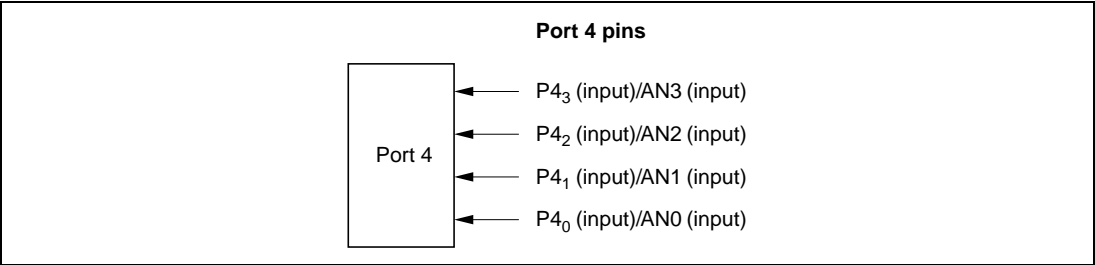 Port 4 pins
P4₃ (input)/AN3 (input)
P4₂ (input)/AN2 (input)
Port 4
P4₁ (input)/AN1 (input)
P4₀ (input)/AN0 (input)